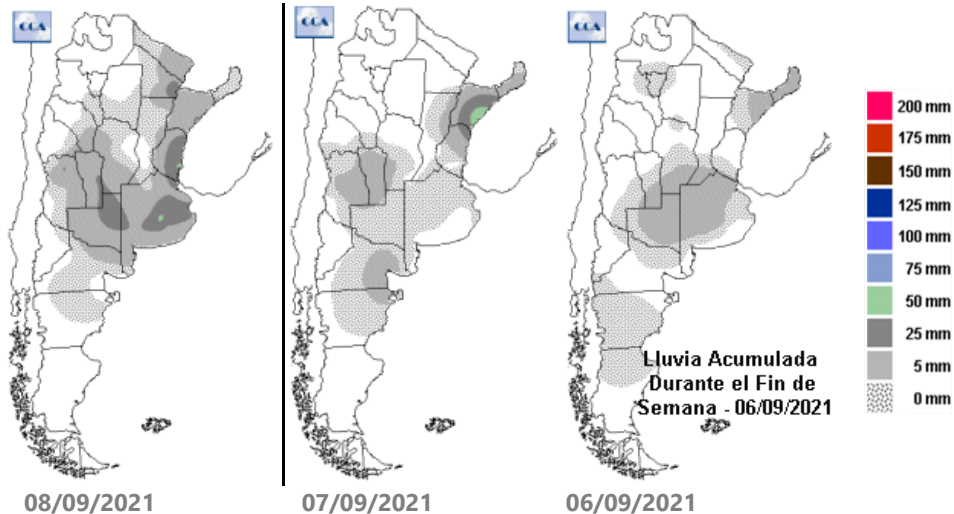 CCA
CCA
CCA
200 mm
175 mm
150 mm
125 mm
100 mm
75 mm
50 mm
25 mm
5 mm
0 mm
Lluvia Acumulada
Durante el Fin de
Semana - 06/09/2021
08/09/2021
07/09/2021
06/09/2021